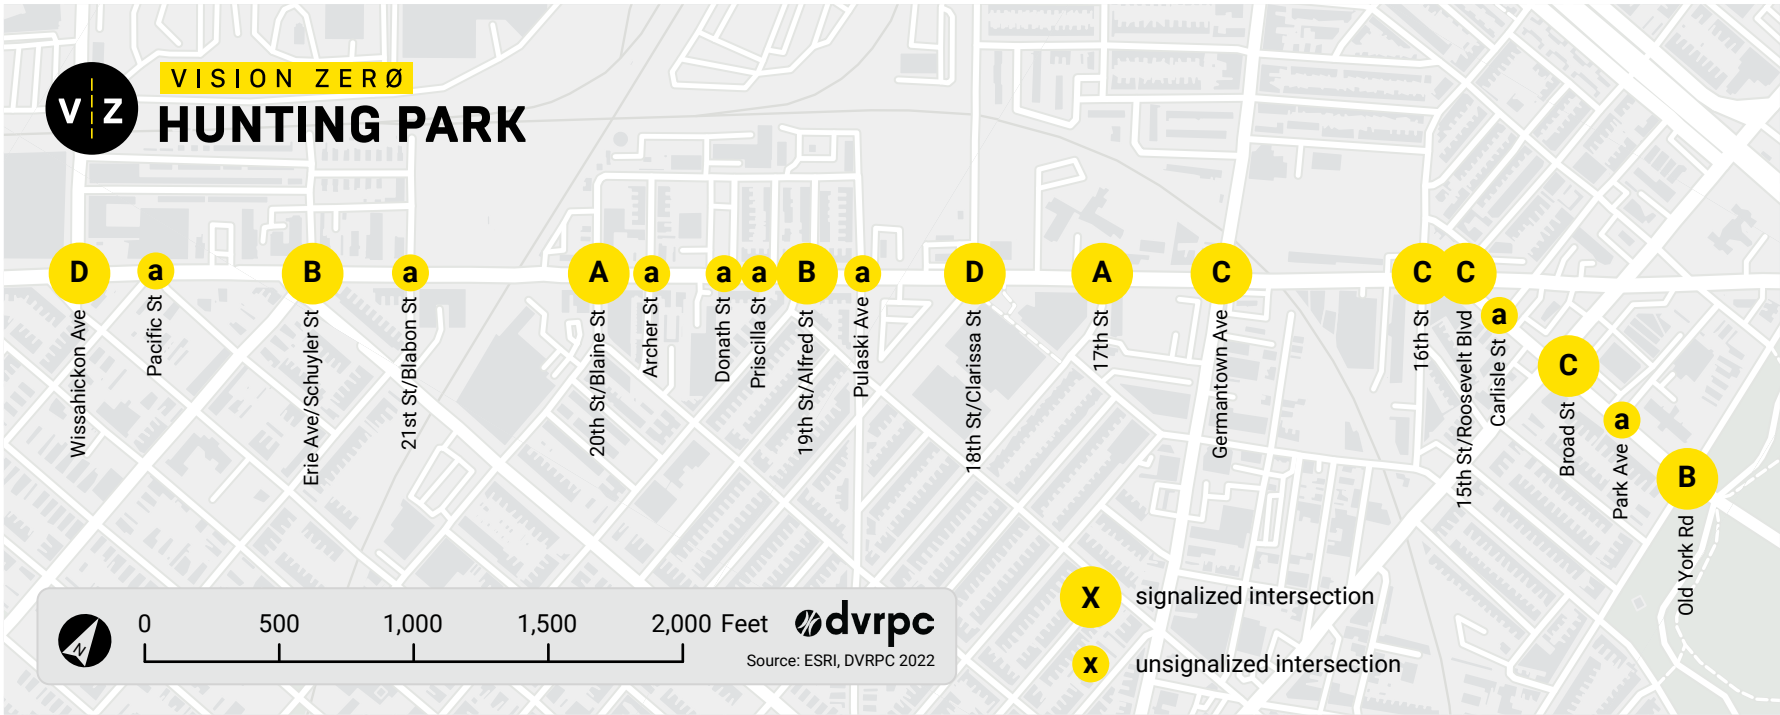 V Z
VISION ZERØ
HUNTING PARK
D
a
B
a
A
a
a
a
B
a
D
A
C
C
C
a
C
a
B
Wissahickon Ave
Pacific St
Erie Ave/Schuyler St
21st St/Blabon St
20th St/Blaine St
Archer St
Donath St
Priscilla St
19th St/Alfred St
Pulaski Ave
18th St/Clarissa St
17th St
Germantown Ave
16th St
15th St/Roosevelt Blvd
Carlisle St
Broad St
Park Ave
Old York Rd
N
0 500 1,000 1,500 2,000 Feet
dvrpc
Source: ESRI, DVRPC 2022
X signalized intersection
x unsignalized intersection